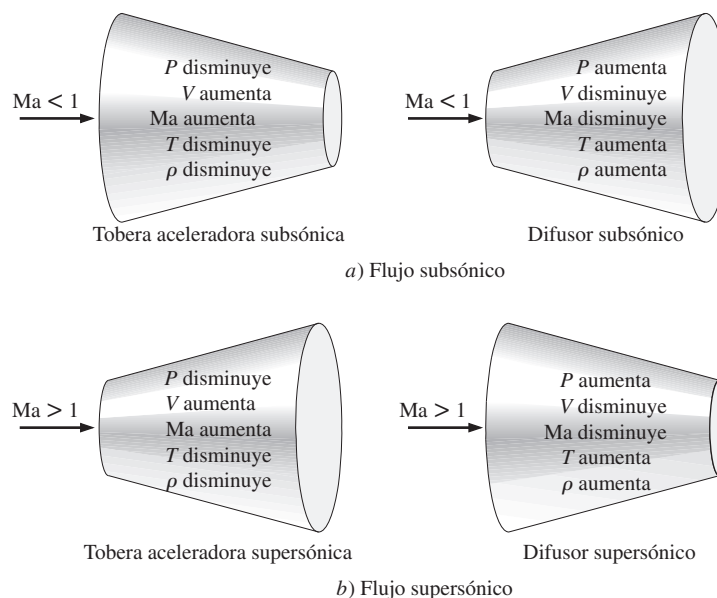 P disminuye
V aumenta
Ma < 1
Ma aumenta
T disminuye
ρ disminuye
Tobera aceleradora subsónica
P aumenta
V disminuye
Ma < 1
Ma disminuye
T aumenta
ρ aumenta
Difusor subsónico
a) Flujo subsónico
P disminuye
V aumenta
Ma > 1
Ma aumenta
T disminuye
ρ disminuye
Tobera aceleradora supersónica
P aumenta
V disminuye
Ma > 1
Ma disminuye
T aumenta
ρ aumenta
Difusor supersónico
b) Flujo supersónico